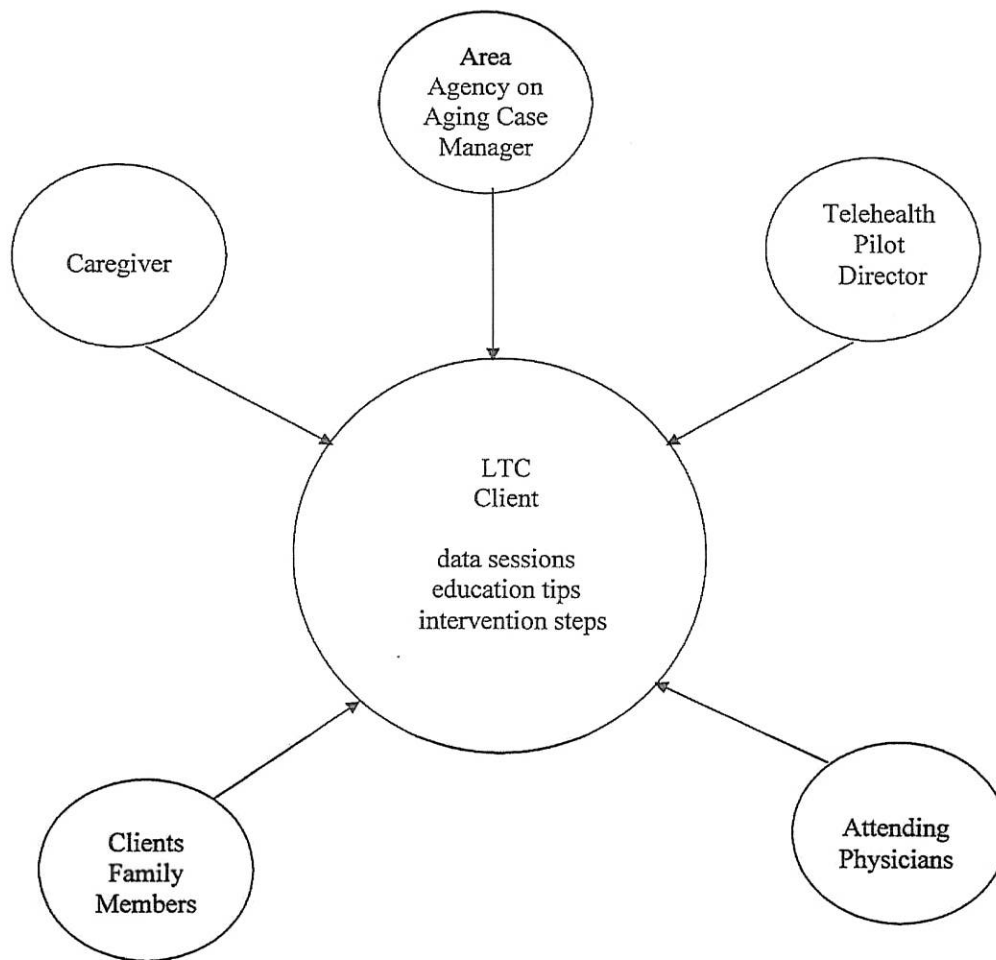 Area
Agency on
Aging Case
Manager
Caregiver
Telehealth
Pilot
Director
LTC
Client
data sessions
education tips
intervention steps
Clients
Family
Members
Attending
Physicians